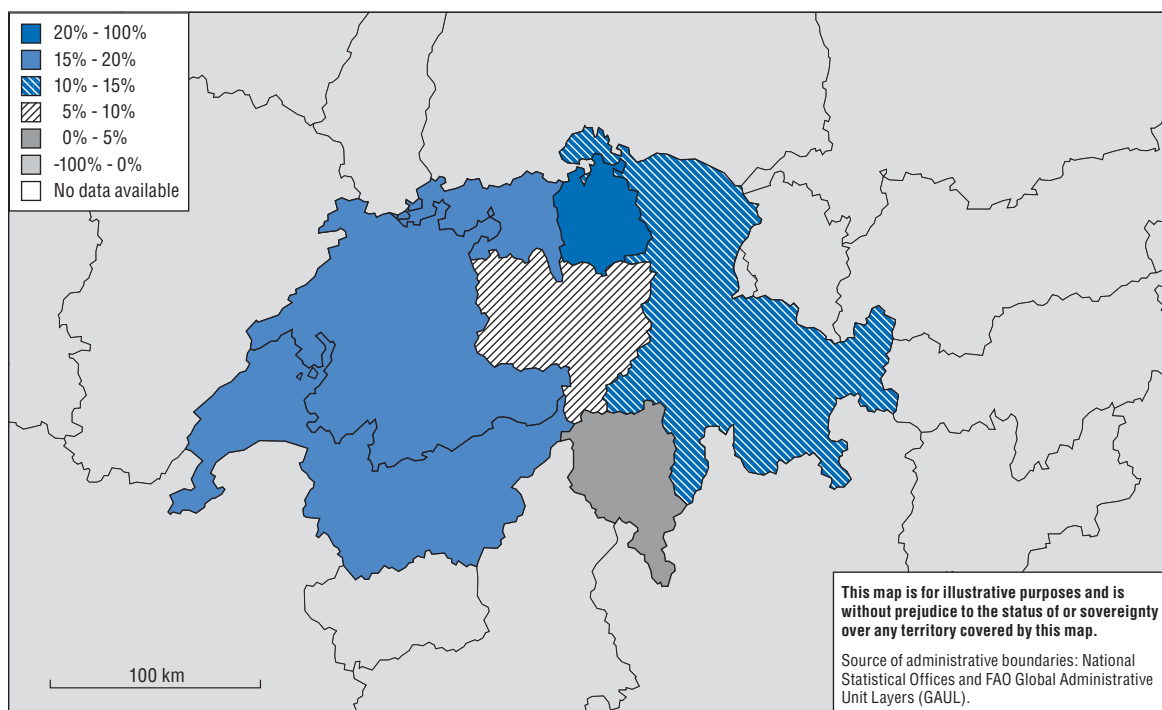 20% - 100%
15% - 20%
10% - 15%
5% - 10%
0% - 5%
-100% - 0%
No data available
100 km
This map is for illustrative purposes and is
without prejudice to the status of or sovereignty
over any territory covered by this map.
Source of administrative boundaries: National
Statistical Offices and FAO Global Administrative
Unit Layers (GAUL).